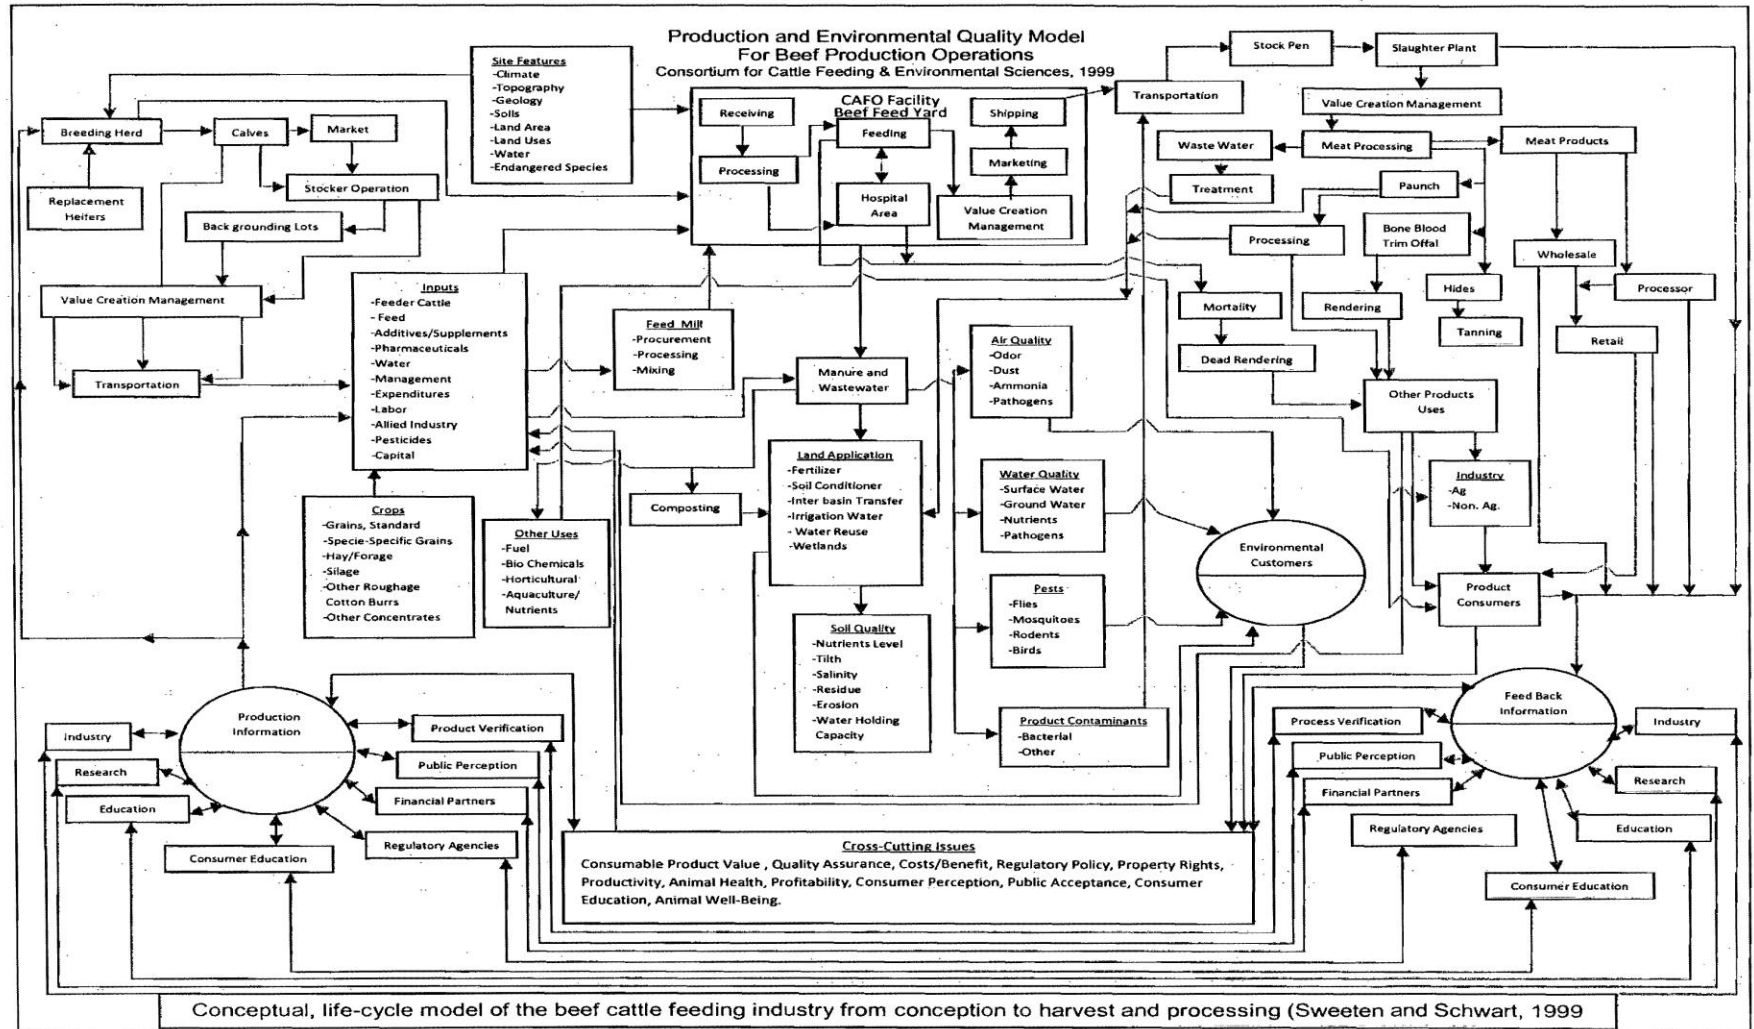 Production and Environmental Quality Model
For Beef Production Operations
Consortium for Cattle Feeding & Environmental Sciences, 1999
Site Features
-Climate
-Topography
-Geology
-Soils
-Land Area
-Land Uses
-Water
-Endangered Species
Breeding Herd
Calves
Market
Replacement
Heifers
Stocker Operation
Back grounding Lots
Value Creation Management
Transportation
CAFO Facility
Beef Feed Yard
Receiving
Processing
Feeding
Hospital
Area
Shipping
Marketing
Value Creation
Management
Transportation
Stock Pen
Slaughter Plant
Value Creation Management
Waste Water
Meat Processing
Meat Products
Treatment
Paunch
Processing
Bone Blood
Trim Offal
Wholesale
Mortality
Rendering
Hides
Processor
Tanning
Retail
Dead Rendering
Other Products
Uses
Inputs
-Feeder Cattle
- Feed
-Additives/Supplements
-Pharmaceuticals
-Water
-Management
-Expenditures
-Labor
-Allied Industry
-Pesticides
-Capital
Feed Mill
-Procurement
-Processing
-Mixing
Manure and
Wastewater
Air Quality
-Odor
-Dust
-Ammonia
-Pathogens
Crops
-Grains, Standard
-Specie-Specific Grains
-Hay/Forage
-Silage
-Other Roughage
Cotton Burrs
-Other Concentrates
Other Uses
-Fuel
-Bio Chemicals
-Horticultural
-Aquaculture/
Nutrients
Composting
Land Application
-Fertilizer
-Soil Conditioner
-Inter basin Transfer
-Irrigation Water
- Water Reuse
-Wetlands
Water Quality
-Surface Water
-Ground Water
-Nutrients
-Pathogens
Environmental
Customers
Industry
-Ag
-Non. Ag.
Product
Consumers
Soil Quality
-Nutrients Level
-Tilth
-Salinity
-Residue
-Erosion
-Water Holding
Capacity
Pests
-Flies
-Mosquitoes
-Rodents
-Birds
Product Contaminants
-Bacterial
-Other
Production
Information
Industry
Research
Education
Consumer Education
Product Verification
Public Perception
Financial Partners
Regulatory Agencies
Feed Back
Information
Process Verification
Public Perception
Financial Partners
Regulatory Agencies
Industry
Research
Education
Consumer Education
Cross-Cutting Issues
Consumable Product Value , Quality Assurance, Costs/Benefit, Regulatory Policy, Property Rights,
Productivity, Animal Health, Profitability, Consumer Perception, Public Acceptance, Consumer
Education, Animal Well-Being.
Conceptual, life-cycle model of the beef cattle feeding industry from conception to harvest and processing (Sweeten and Schwart, 1999